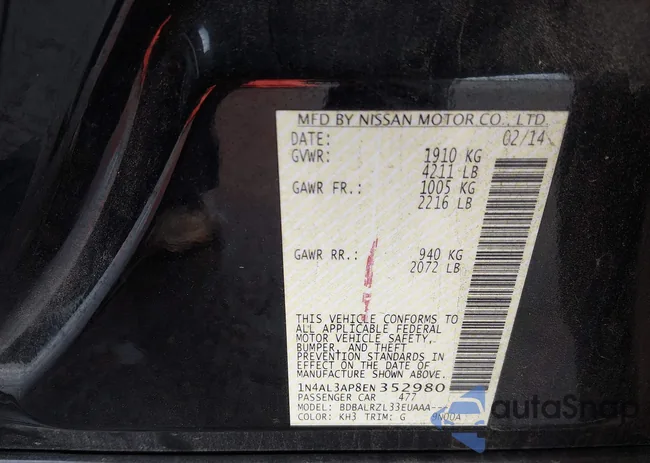 MFD BY NISSAN MOTOR CO., LTD.
DATE: 02/14
GVWR: 1910 KG
4211 LB
GAWR FR.: 1005 KG
2216 LB
GAWR RR.: 940 KG
2072 LB
THIS VEHICLE CONFORMS TO
ALL APPLICABLE FEDERAL
MOTOR VEHICLE SAFETY,
BUMPER, AND THEFT
PREVENTION STANDARDS IN
EFFECT ON THE DATE OF
MANUFACTURE SHOWN ABOVE.
1N4AL3AP8EN352980
PASSENGER CAR 477
MODEL: BDBALRZL33EUAAA--
COLOR: KH3 TRIM: G
autoSnap